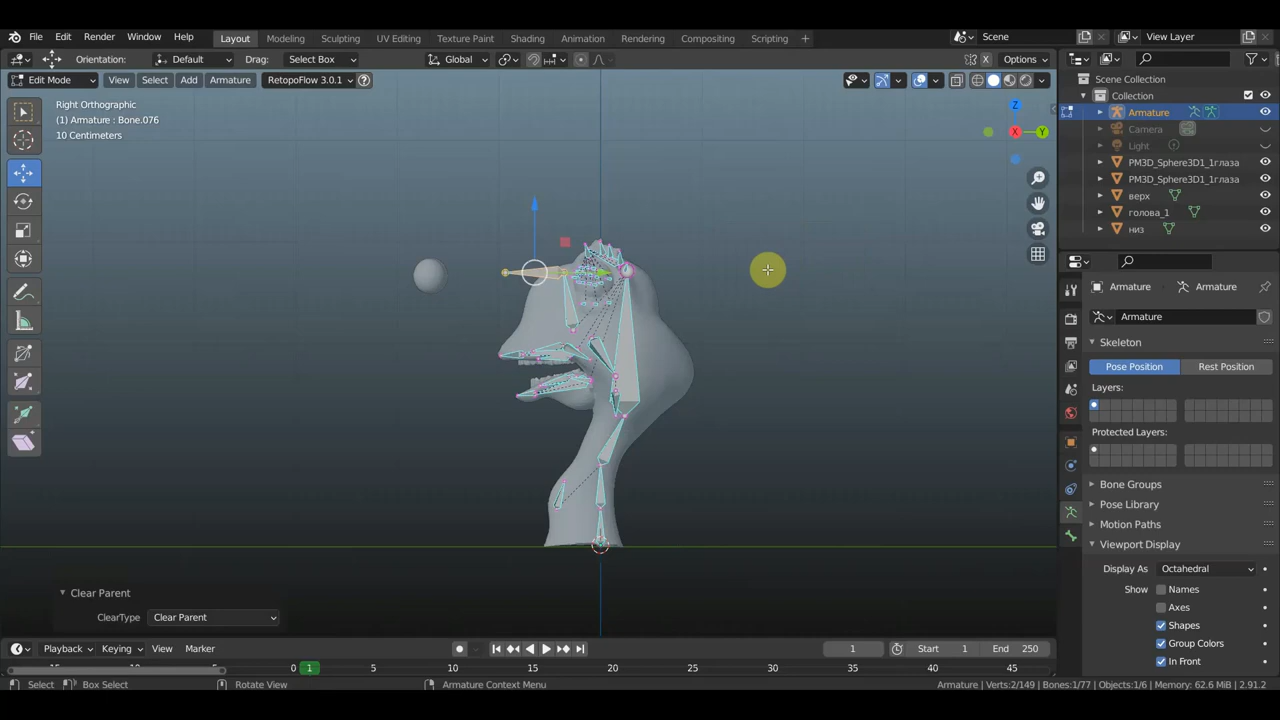 File Edit Render Window Help Layout Modeling Sculpting UV Editing Texture Paint Shading Animation Rendering Compositing Scripting Scene View Layer
Orientation: Default Drag: Select Box Global Options
Edit Mode View Select Add Armature RetopoFlow 3.0.1
Right Orthographic
(1) Armature : Bone.076
10 Centimeters
X
Y
Z
Scene Collection
Collection
Armature
Camera
Light
PM3D_Sphere3D1_1глаза
PM3D_Sphere3D1_1глаза
верх
голова_1
низ
Armature Armature
Armature
Skeleton
Pose Position Rest Position
Layers:
Protected Layers:
Bone Groups
Pose Library
Motion Paths
Viewport Display
Display As Octahedral
Show Names
Axes
Shapes
Group Colors
In Front
Clear Parent
ClearType Clear Parent
Playback Keying View Marker 1 Start 1 End 250
0 1 5 10 15 20 25 30 35 40 45
Select Box Select Rotate View Armature Context Menu Armature | Verts:2/149 | Bones:1/77 | Objects:1/6 | Memory: 62.6 MiB | 2.91.2